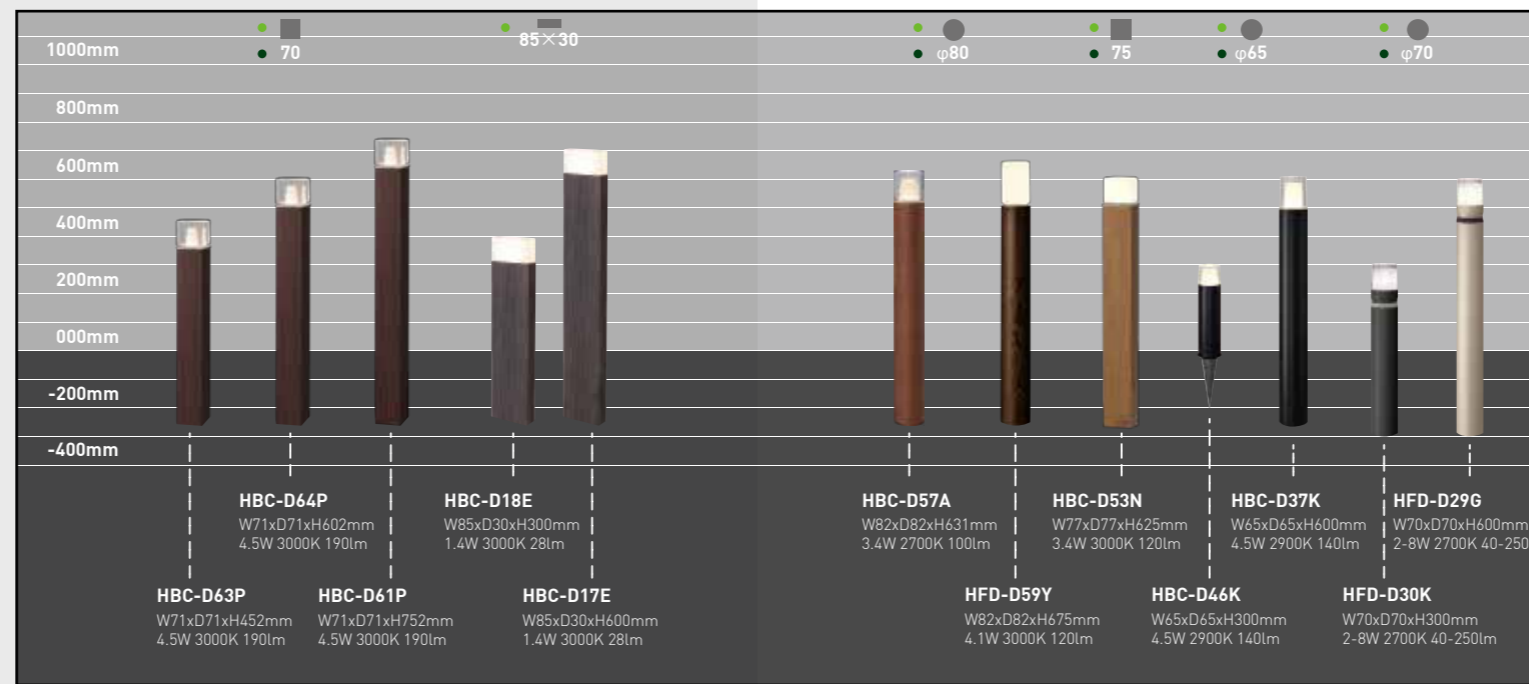 85×30
1000mm
70
φ80
75
φ65
φ70
800mm
600mm
400mm
200mm
000mm
-200mm
-400mm
HBC-D64P
W71xD71xH602mm
4.5W 3000K 190lm
HBC-D18E
W85xD30xH300mm
1.4W 3000K 28lm
HBC-D57A
W82xD82xH631mm
3.4W 2700K 100lm
HBC-D53N
W77xD77xH625mm
3.4W 3000K 120lm
HBC-D37K
W65xD65xH600mm
4.5W 2900K 140lm
HFD-D29G
W70xD70xH600mm
2-8W 2700K 40-250
HBC-D63P
W71xD71xH452mm
4.5W 3000K 190lm
HBC-D61P
W71xD71xH752mm
4.5W 3000K 190lm
HBC-D17E
W85xD30xH600mm
1.4W 3000K 28lm
HFD-D59Y
W82xD82xH675mm
4.1W 3000K 120lm
HBC-D46K
W65xD65xH300mm
4.5W 2900K 140lm
HFD-D30K
W70xD70xH300mm
2-8W 2700K 40-250lm